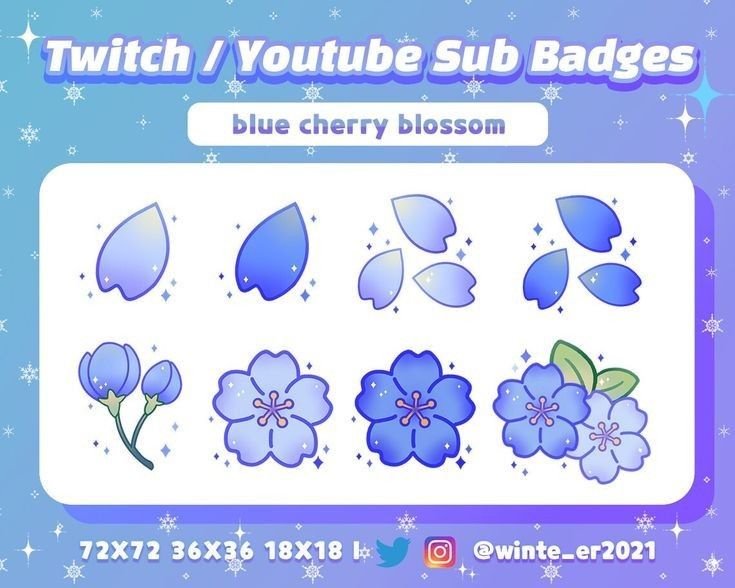 Twitch / Youtube Sub Badges
blue cherry blossom
72X72 36X36 18X18 | @winte_er2021